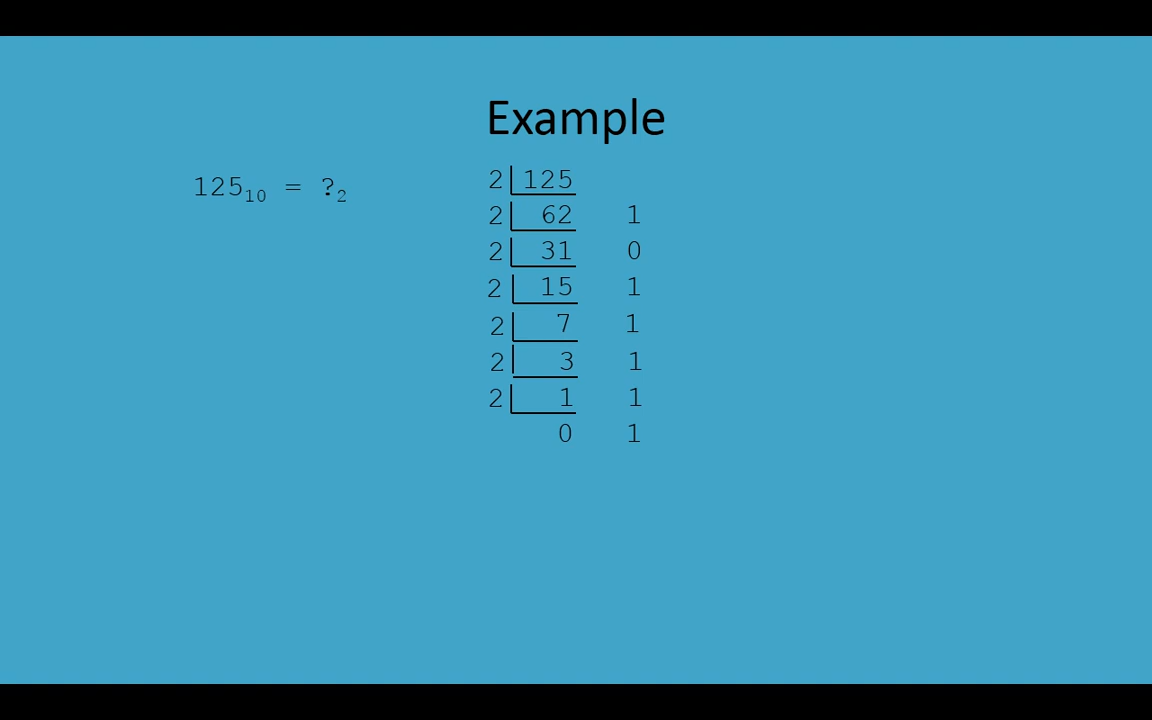 Example
125₁₀ = ?₂
2 125
2 62 1
2 31 0
2 15 1
2 7 1
2 3 1
2 1 1
0 1